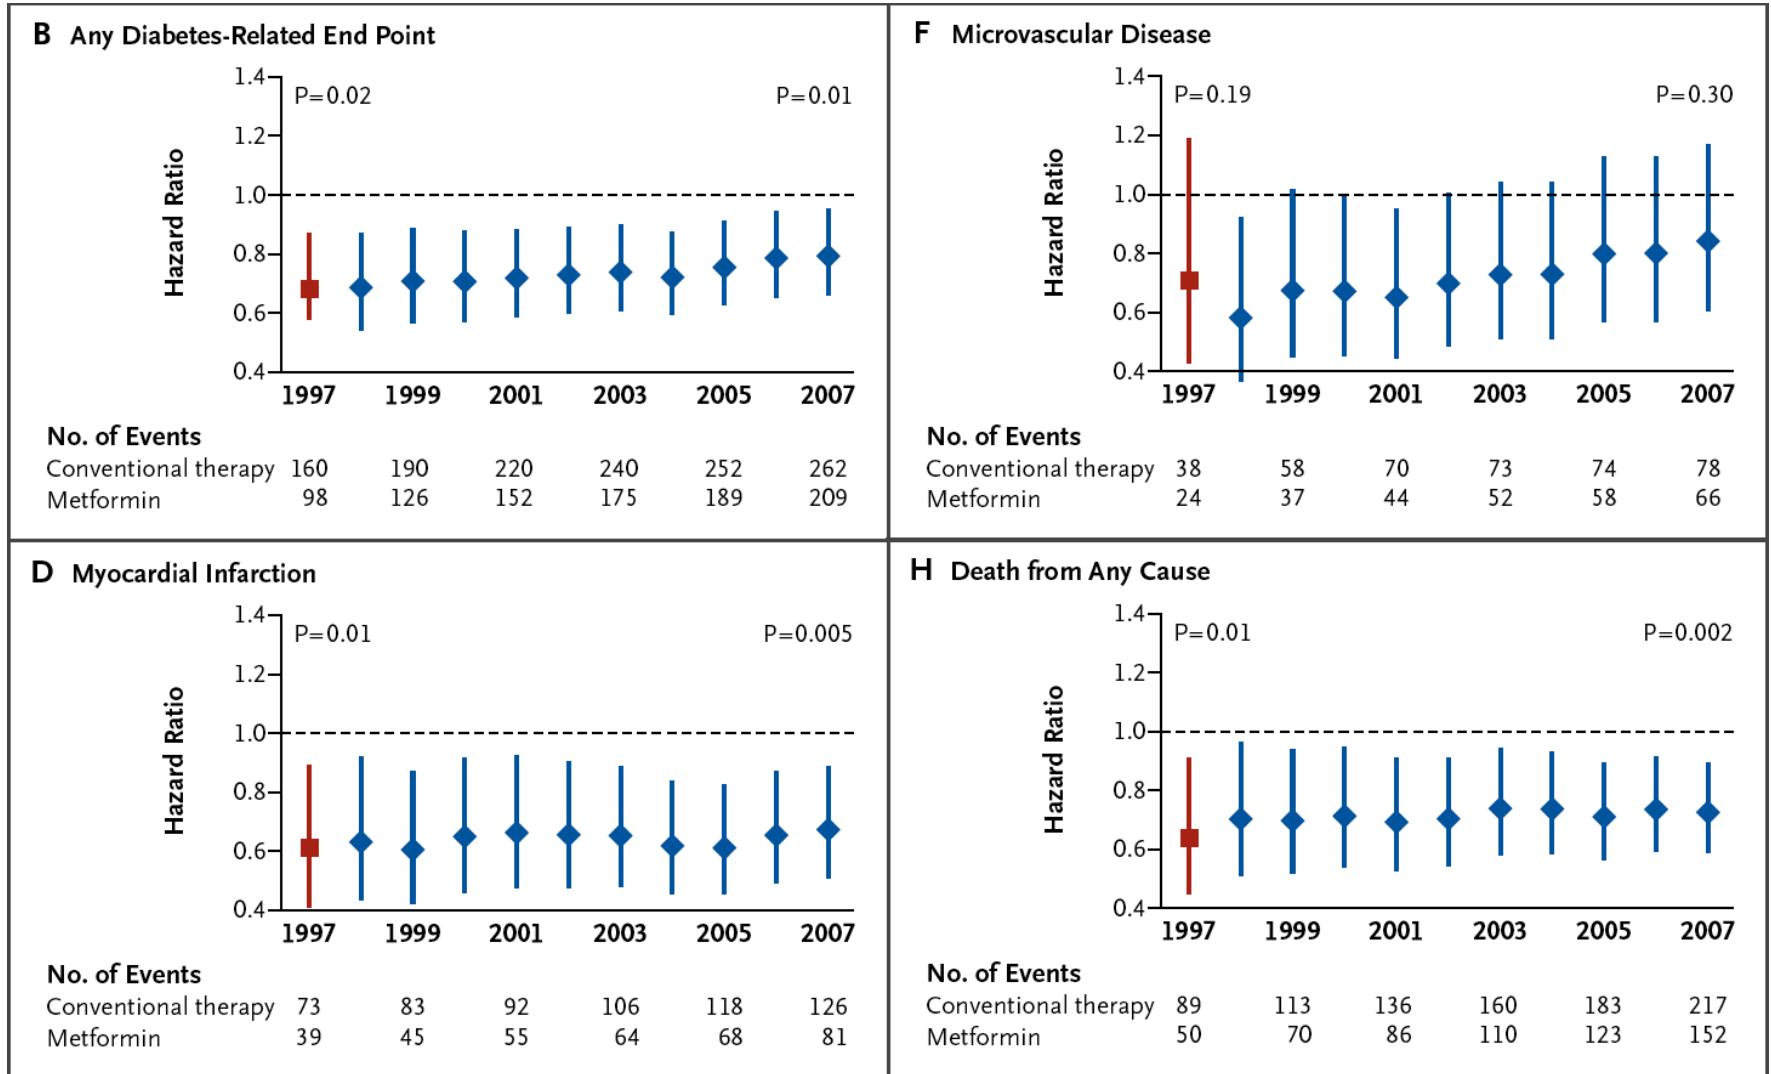 B Any Diabetes-Related End Point
1.4
P=0.02 P=0.01
1.2
1.0
0.8
0.6
0.4
Hazard Ratio
1997 1999 2001 2003 2005 2007
No. of Events
Conventional therapy 160 190 220 240 252 262
Metformin 98 126 152 175 189 209
F Microvascular Disease
1.4
P=0.19 P=0.30
1.2
1.0
0.8
0.6
0.4
Hazard Ratio
1997 1999 2001 2003 2005 2007
No. of Events
Conventional therapy 38 58 70 73 74 78
Metformin 24 37 44 52 58 66
D Myocardial Infarction
1.4
P=0.01 P=0.005
1.2
1.0
0.8
0.6
0.4
Hazard Ratio
1997 1999 2001 2003 2005 2007
No. of Events
Conventional therapy 73 83 92 106 118 126
Metformin 39 45 55 64 68 81
H Death from Any Cause
1.4
P=0.01 P=0.002
1.2
1.0
0.8
0.6
0.4
Hazard Ratio
1997 1999 2001 2003 2005 2007
No. of Events
Conventional therapy 89 113 136 160 183 217
Metformin 50 70 86 110 123 152